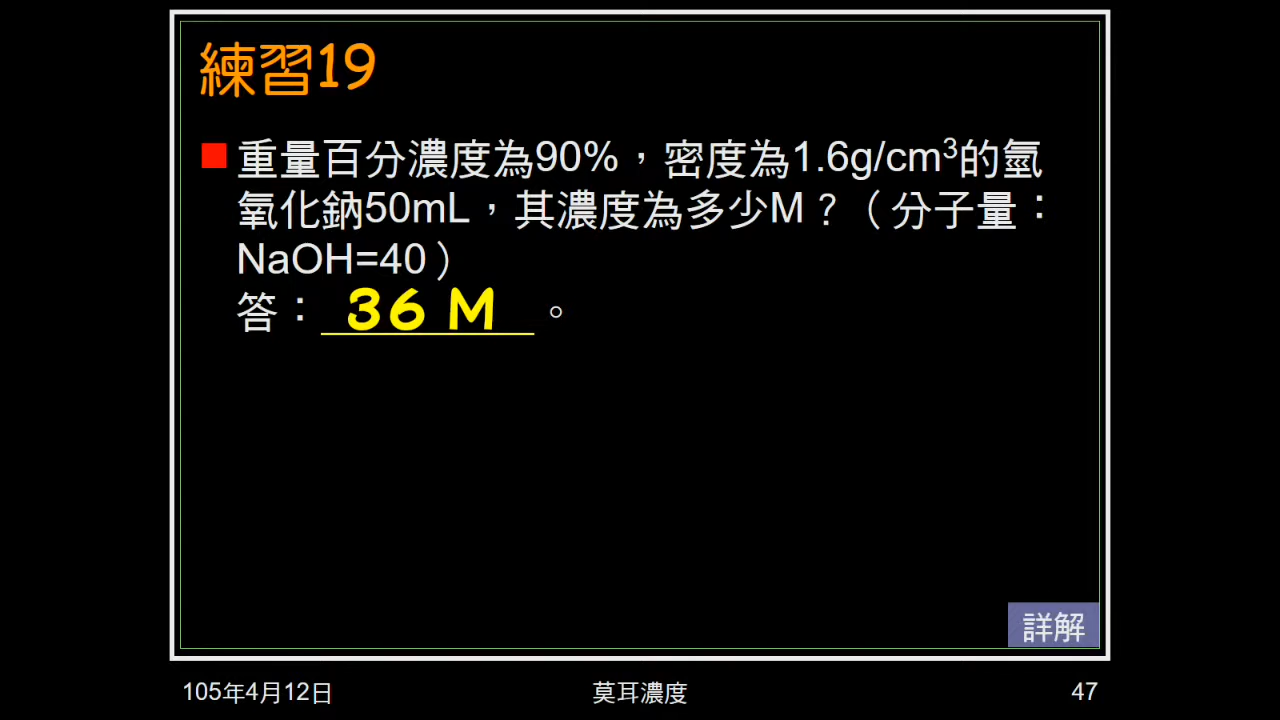 練習19
重量百分濃度為90%，密度為1.6g/cm³的氫
氧化鈉50mL，其濃度為多少M？（分子量：
NaOH=40）
答：36 M。
詳解
105年4月12日
莫耳濃度
47